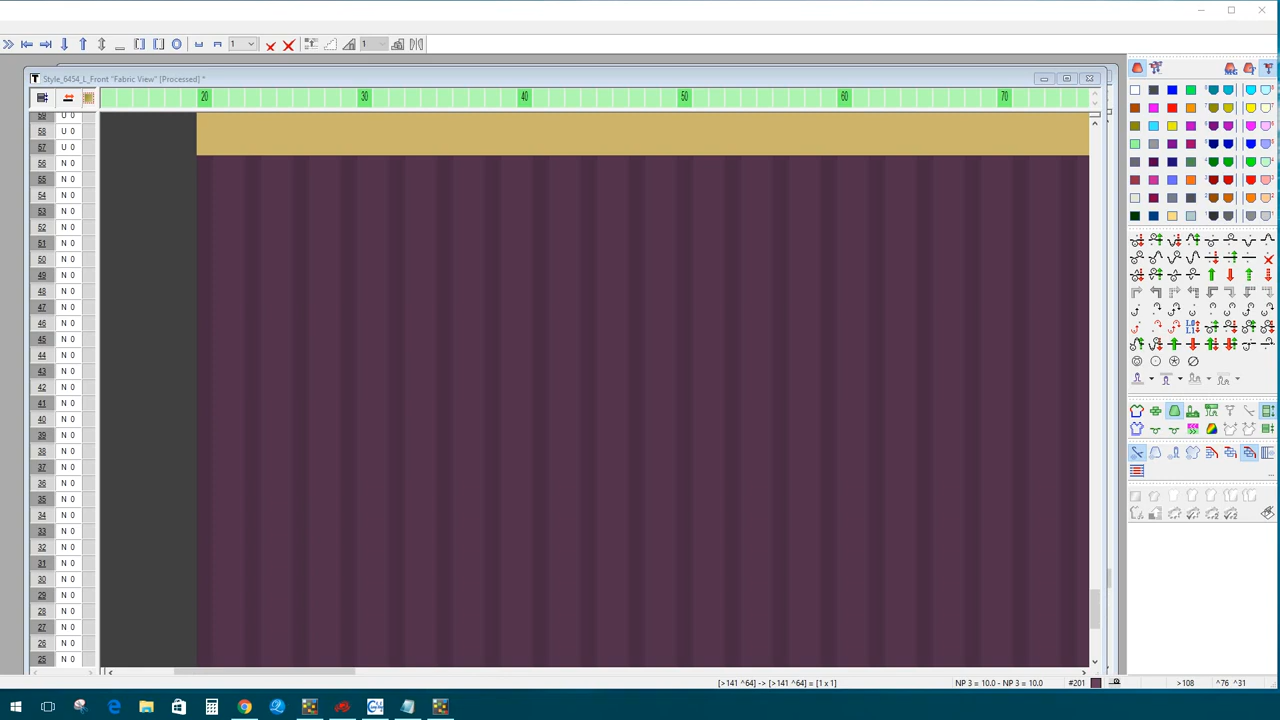 1
1
Style_6454_L_Front "Fabric View" [Processed] *
20 30 40 50 60 70
58 U 0
57 U 0
56 N 0
55 N 0
54 N 0
53 N 0
52 N 0
51 N 0
50 N 0
49 N 0
48 N 0
47 N 0
46 N 0
45 N 0
44 N 0
43 N 0
42 N 0
41 N 0
40 N 0
39 N 0
38 N 0
37 N 0
36 N 0
35 N 0
34 N 0
33 N 0
32 N 0
31 N 0
30 N 0
29 N 0
28 N 0
27 N 0
26 N 0
25 N 0
[>141 ^64] -> [>141 ^64] = [1 x 1] NP 3 = 10.0 - NP 3 = 10.0 #201 >108 ^76 ^31
MG